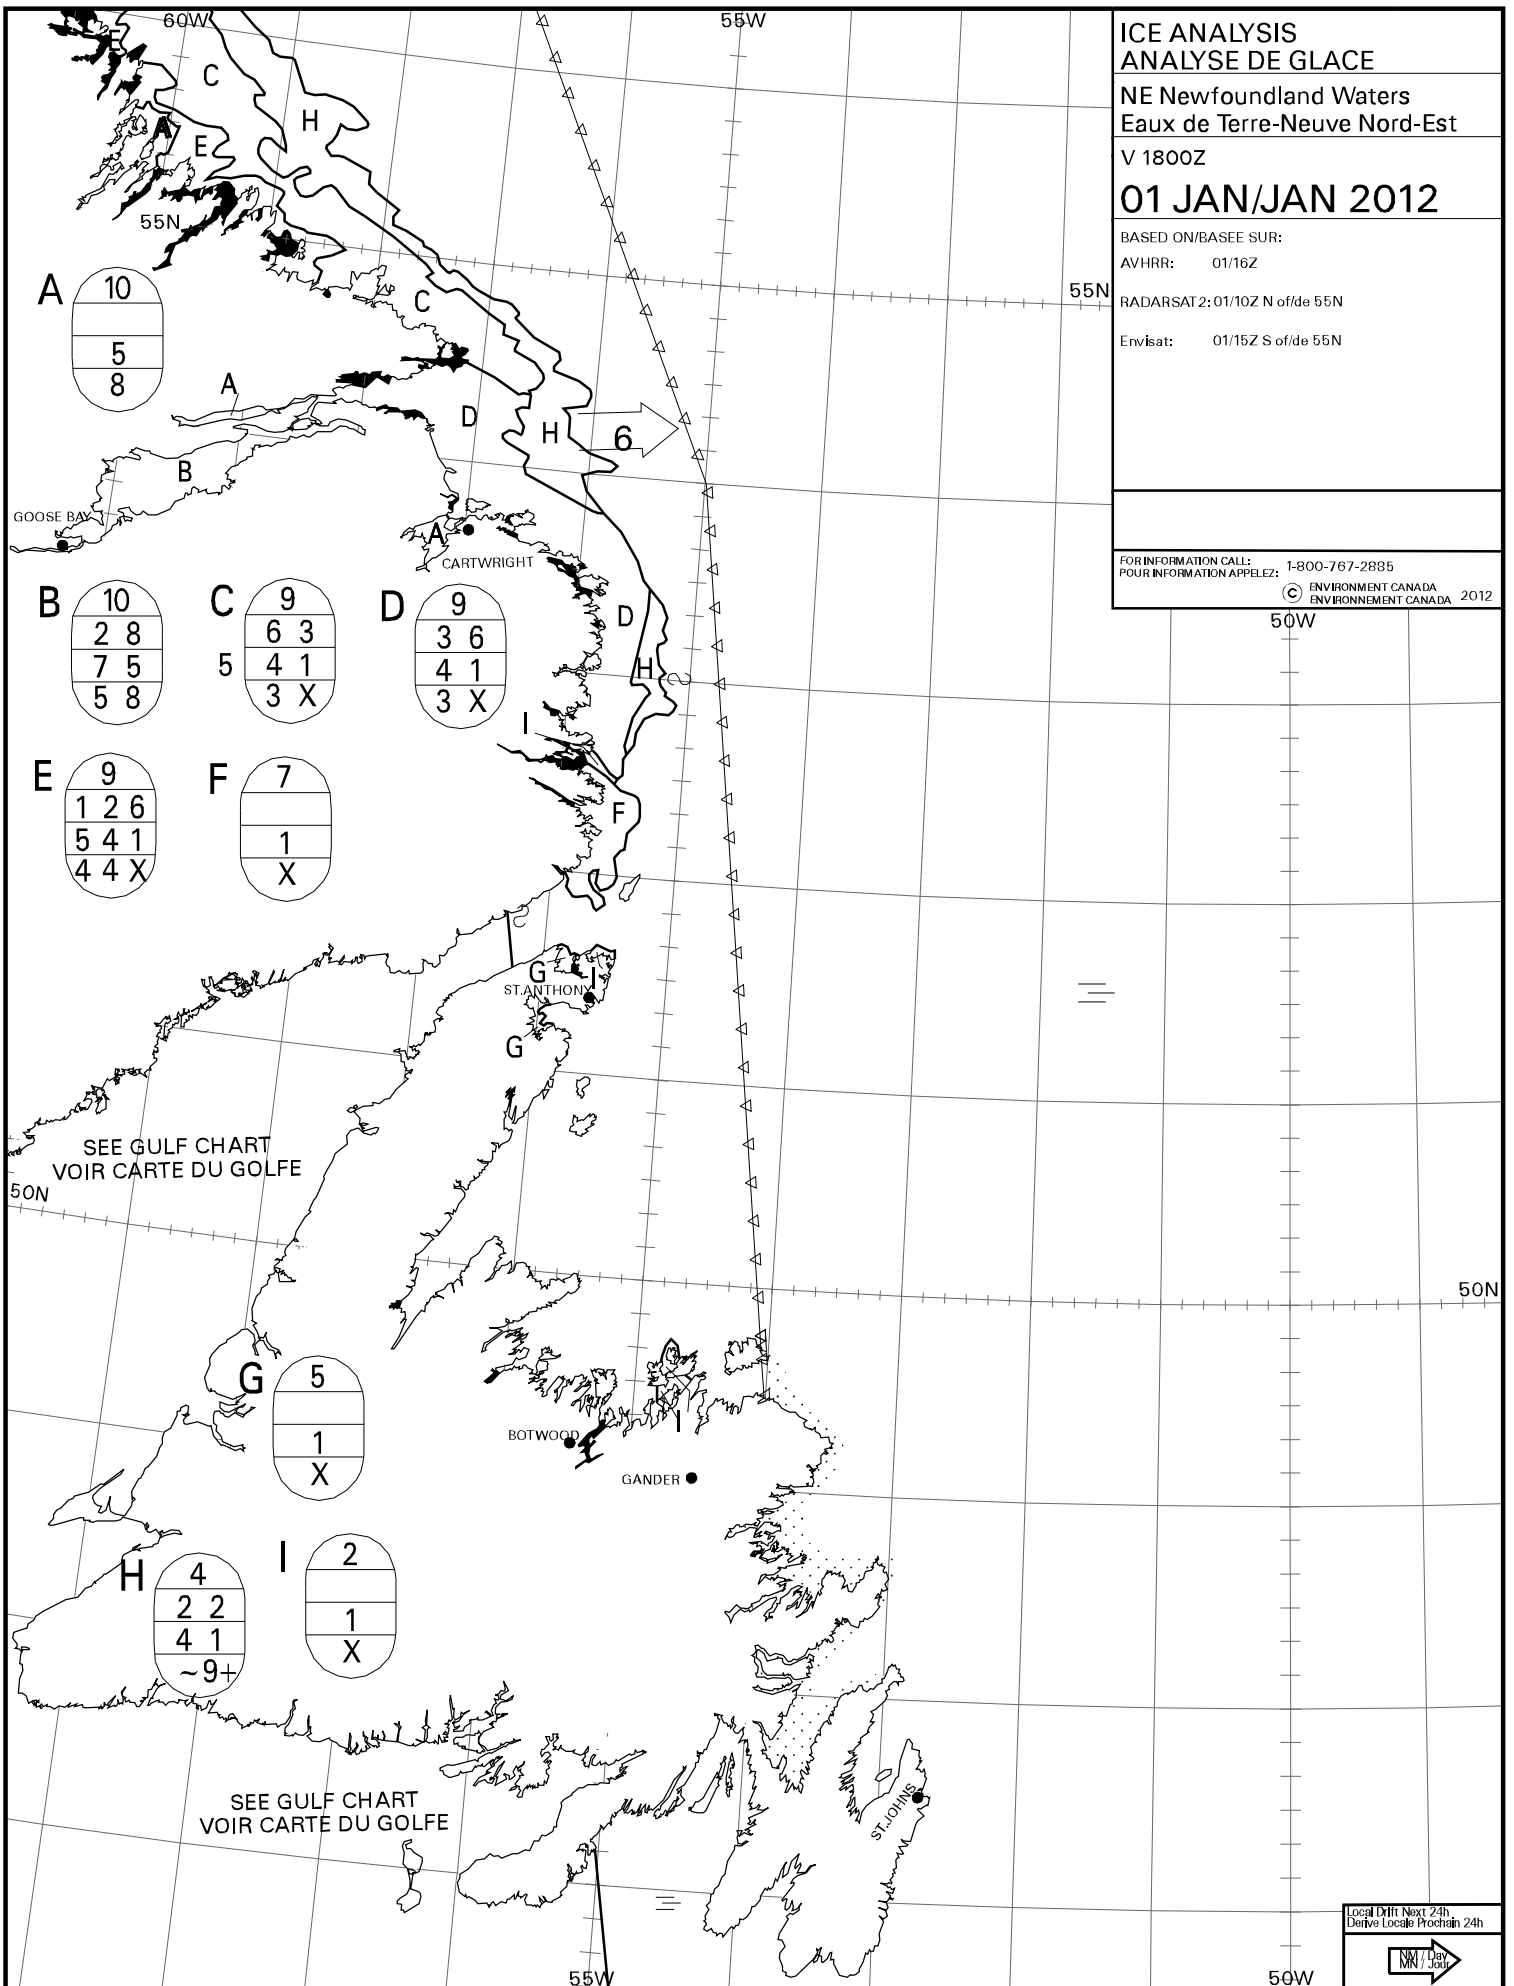 60W
55W
ICE ANALYSIS
ANALYSE DE GLACE
NE Newfoundland Waters
Eaux de Terre-Neuve Nord-Est
V 1800Z
01 JAN/JAN 2012
BASED ON/BASEE SUR:
AVHRR: 01/16Z
RADARSAT2: 01/10Z N of/de 55N
Envisat: 01/15Z S of/de 55N
FOR INFORMATION CALL:
POUR INFORMATION APPELEZ: 1-800-767-2885
© ENVIRONMENT CANADA
ENVIRONNEMENT CANADA 2012
E
C
H
A
E
55N
55N
C
A
10
5
8
A
D
H
6
B
GOOSE BAY
A
CARTWRIGHT
D
H
I
F
B
10
2 8
7 5
5 8
C
9
6 3
5 4 1
3 X
D
9
3 6
4 1
3 X
50W
E
9
1 2 6
5 4 1
4 4 X
F
7
1
X
G
I
ST.ANTHONY
G
SEE GULF CHART
VOIR CARTE DU GOLFE
50N
50N
G
5
1
X
I
BOTWOOD
GANDER
H
4
2 2
4 1
~9+
I
2
1
X
SEE GULF CHART
VOIR CARTE DU GOLFE
ST.JOHNS
55W
50W
Local Drift Next 24h
Derive Locale Prochain 24h
NM / Day
MN / Jour